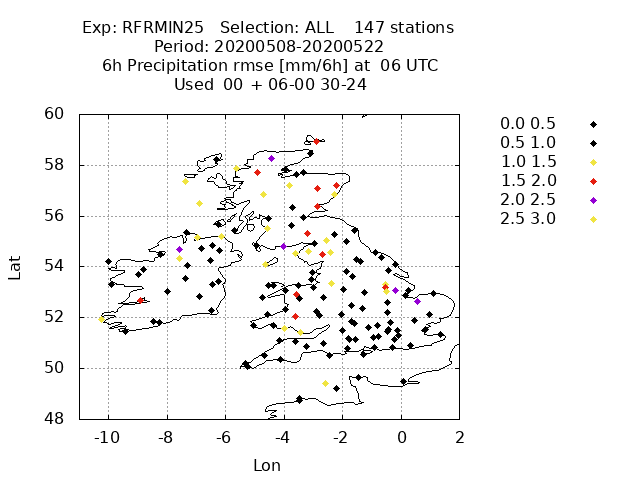 Exp: RFRMIN25 Selection: ALL 147 stations
Period: 20200508-20200522
6h Precipitation rmse [mm/6h] at 06 UTC
Used 00 + 06-00 30-24
60
58
56
54
52
50
48
Lat
-10 -8 -6 -4 -2 0 2
Lon
0.0 0.5
0.5 1.0
1.0 1.5
1.5 2.0
2.0 2.5
2.5 3.0